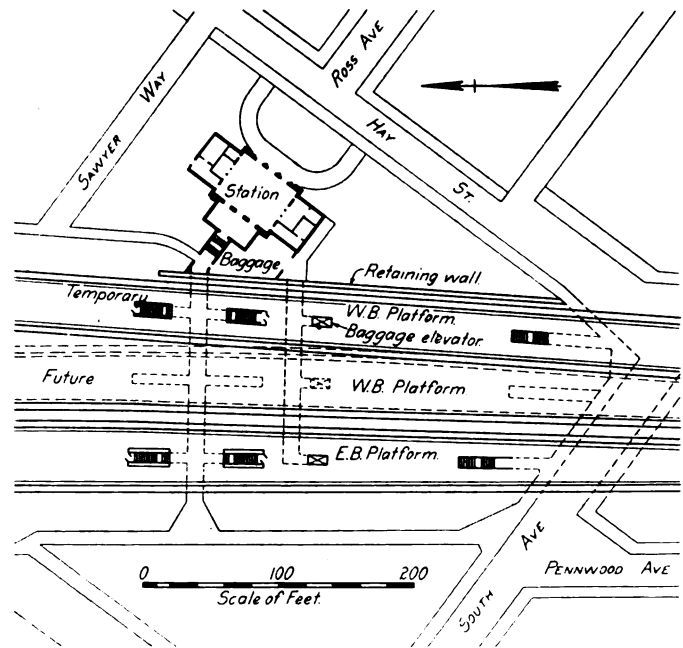 SAWYER WAY
ROSS AVE
HAY ST.
Station
Baggage
Retaining wall.
Temporary
W.B. Platform.
Baggage elevator.
Future
W.B. Platform
E.B. Platform.
SOUTH AVE
PENNWOOD AVE
0 100 200
Scale of Feet.